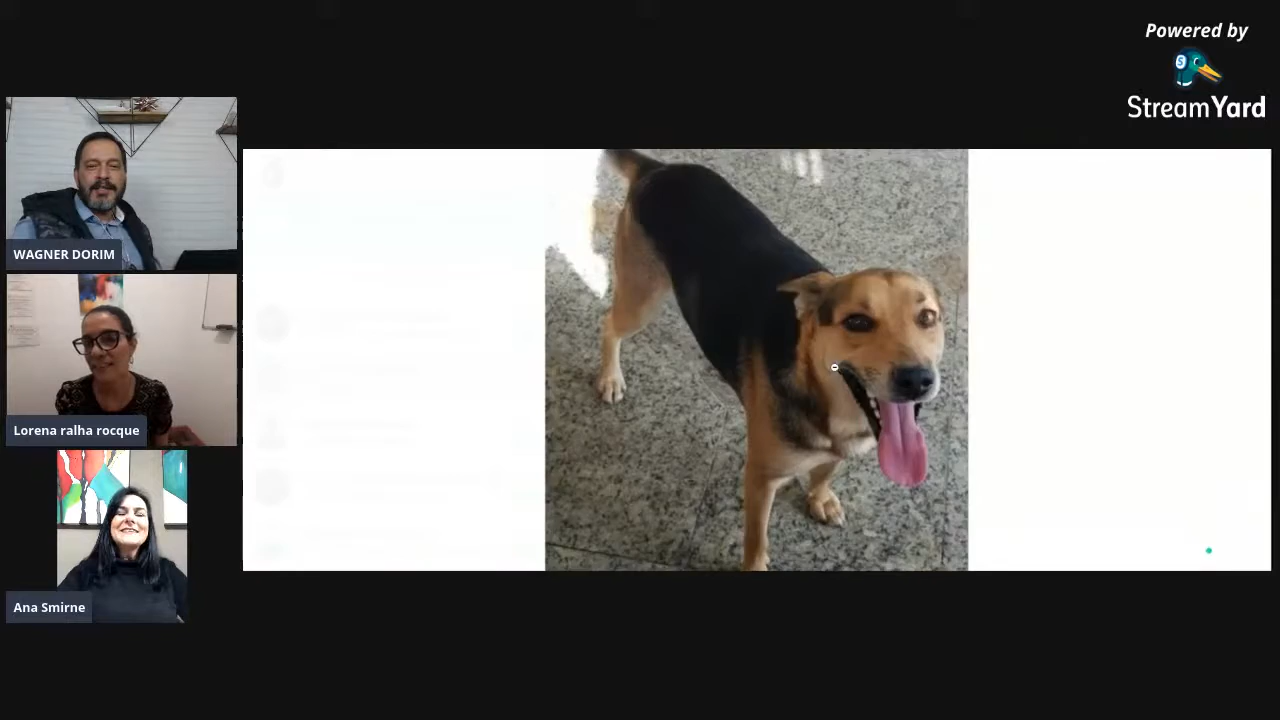 Powered by
StreamYard
WAGNER DORIM
Lorena ralha rocque
Ana Smirne